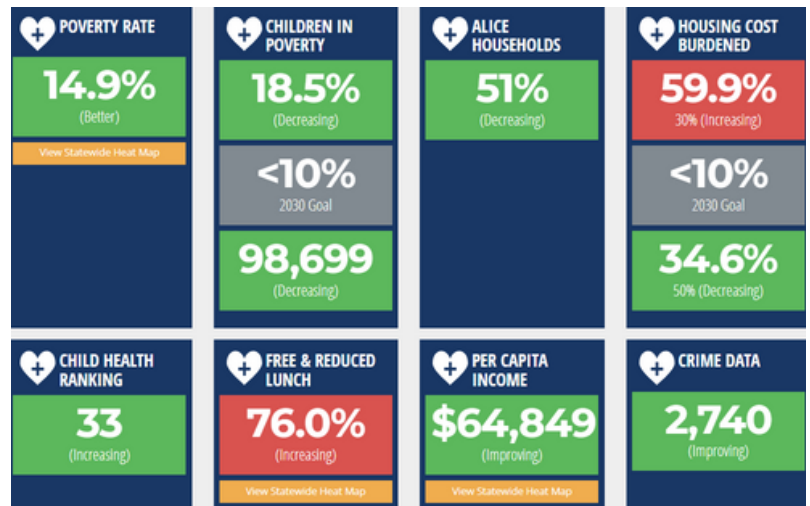 POVERTY RATE
14.9%
(Better)
View Statewide Heat Map
CHILDREN IN
POVERTY
18.5%
(Decreasing)
<10%
2030 Goal
98,699
(Decreasing)
ALICE
HOUSEHOLDS
51%
(Decreasing)
HOUSING COST
BURDENED
59.9%
30% (Increasing)
<10%
2030 Goal
34.6%
50% (Decreasing)
CHILD HEALTH
RANKING
33
(Increasing)
FREE & REDUCED
LUNCH
76.0%
(Increasing)
View Statewide Heat Map
PER CAPITA
INCOME
$64,849
(Improving)
View Statewide Heat Map
CRIME DATA
2,740
(Improving)